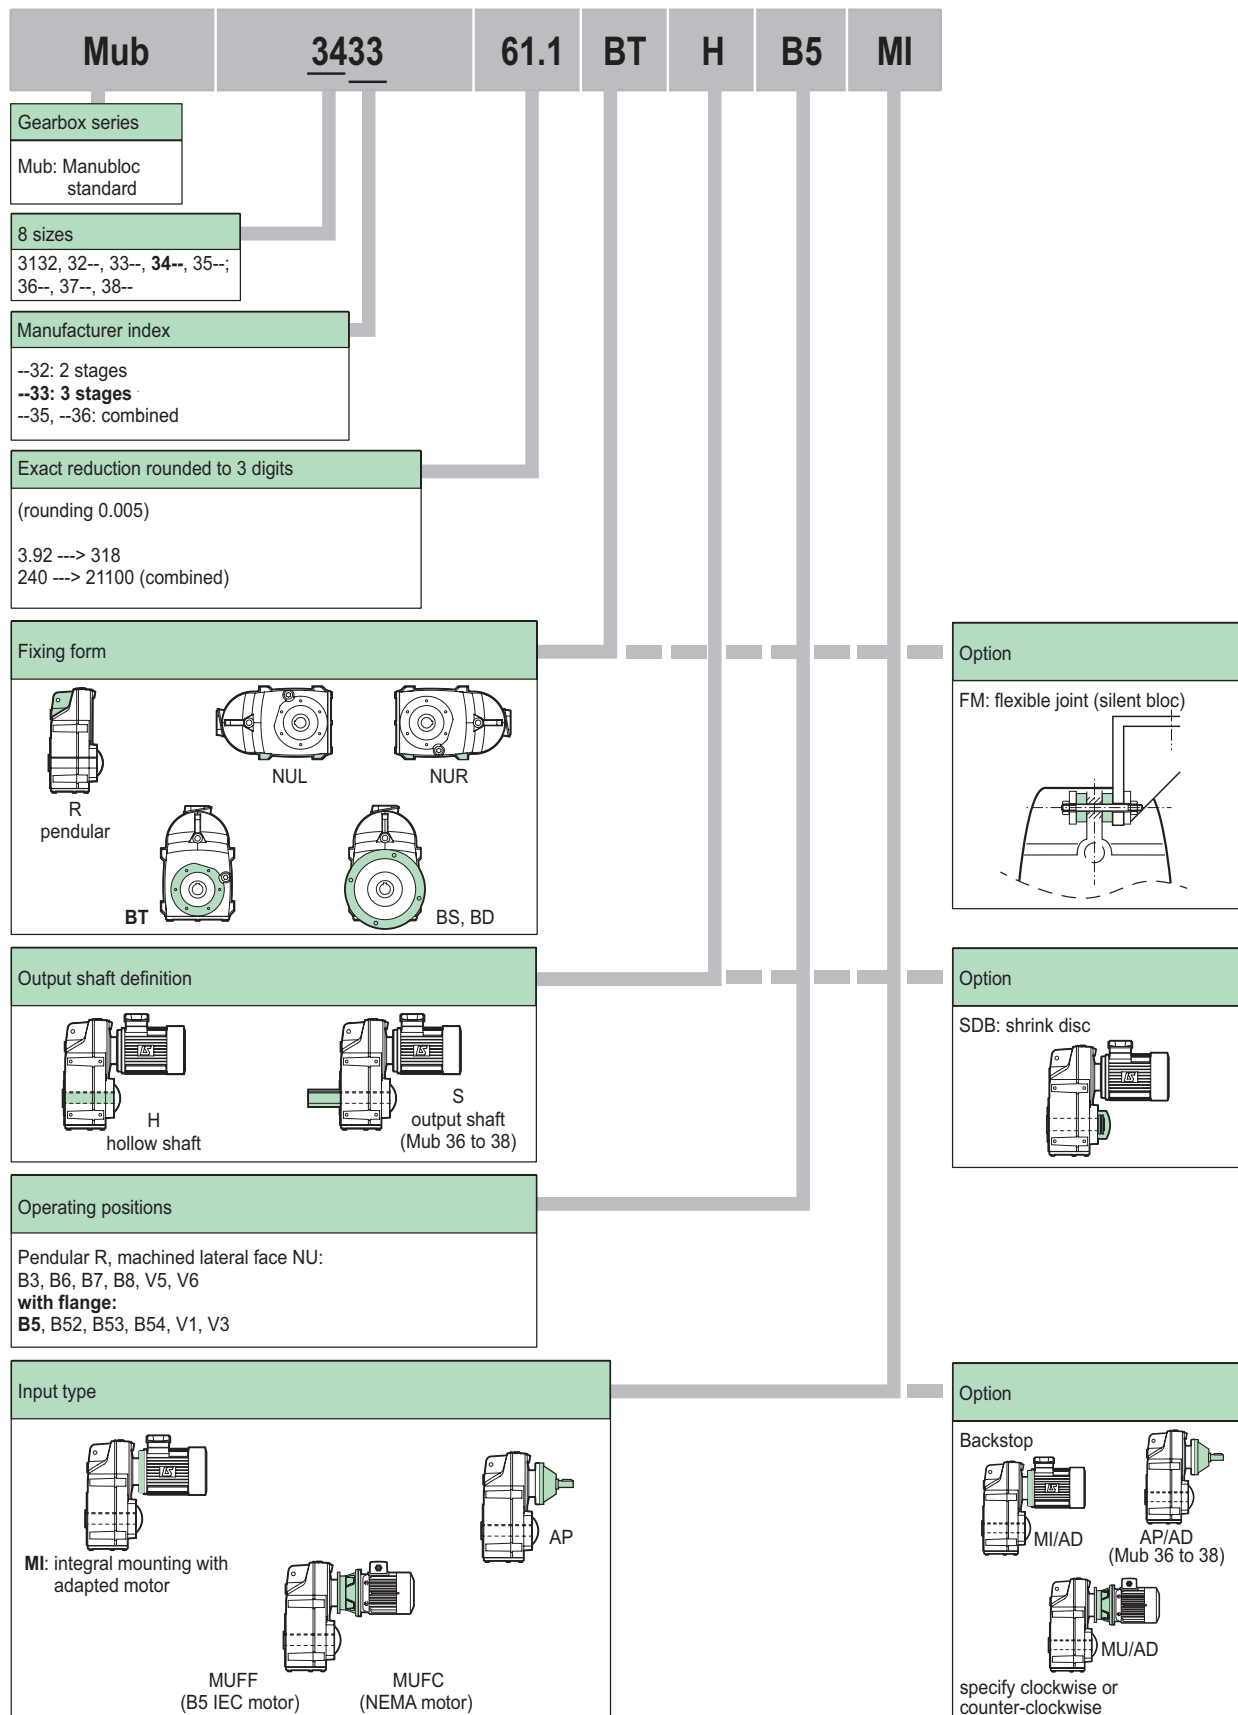 Mub 3433 61.1 BT H B5 MI
Gearbox series
Mub: Manubloc
standard
8 sizes
3132, 32--, 33--, 34--, 35--;
36--, 37--, 38--
Manufacturer index
--32: 2 stages
--33: 3 stages
--35, --36: combined
Exact reduction rounded to 3 digits
(rounding 0.005)
3.92 ---> 318
240 ---> 21100 (combined)
Fixing form
R
pendular
NUL
NUR
BT
BS, BD
Option
FM: flexible joint (silent bloc)
Output shaft definition
H
hollow shaft
S
output shaft
(Mub 36 to 38)
Option
SDB: shrink disc
Operating positions
Pendular R, machined lateral face NU:
B3, B6, B7, B8, V5, V6
with flange:
B5, B52, B53, B54, V1, V3
Input type
MI: integral mounting with
adapted motor
AP
MUFF
(B5 IEC motor)
MUFC
(NEMA motor)
Option
Backstop
MI/AD
AP/AD
(Mub 36 to 38)
MU/AD
specify clockwise or
counter-clockwise